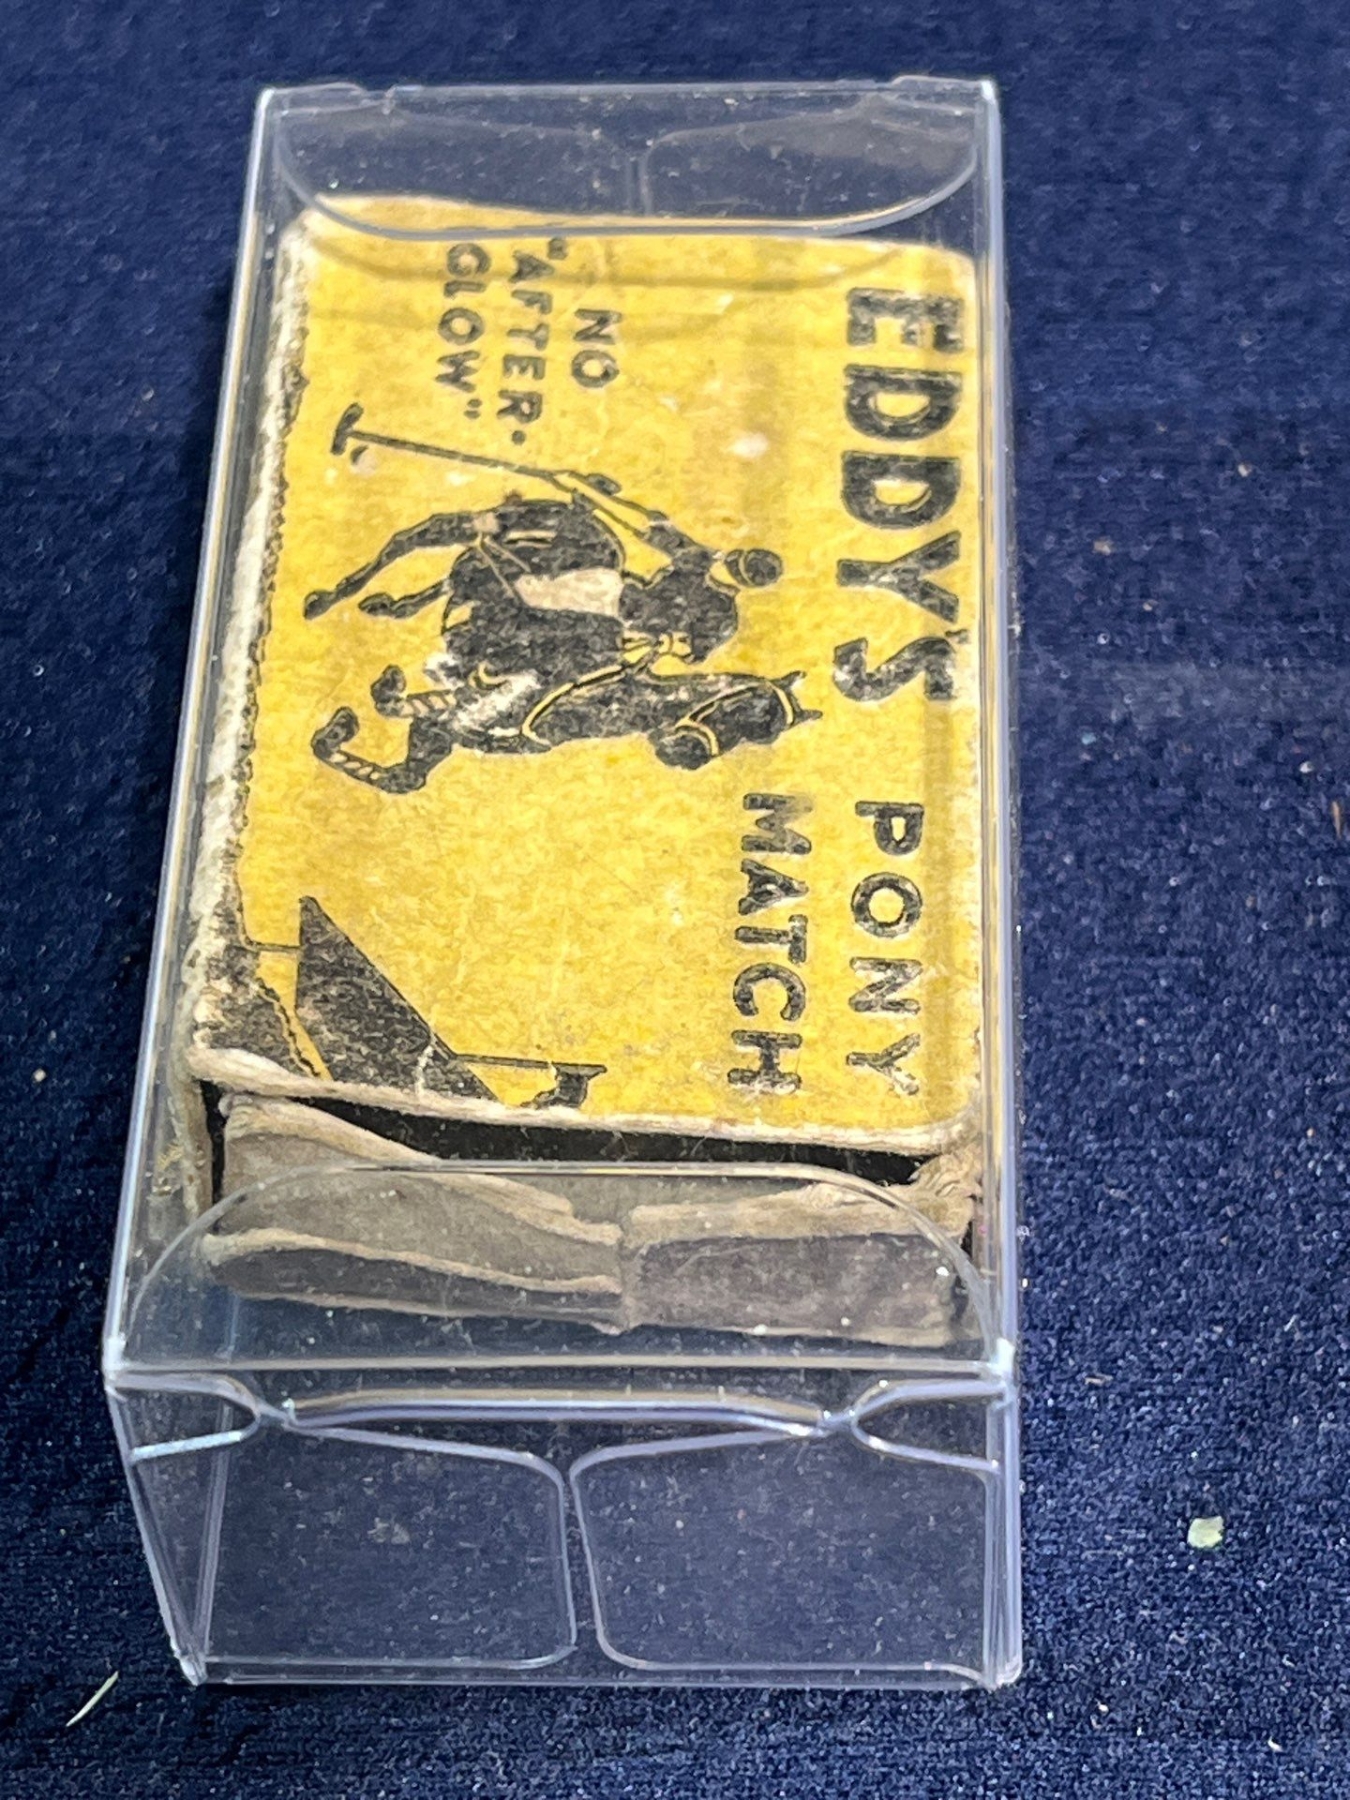 EDDY'S PONY
MATCH
NO
"AFTER-
GLOW"